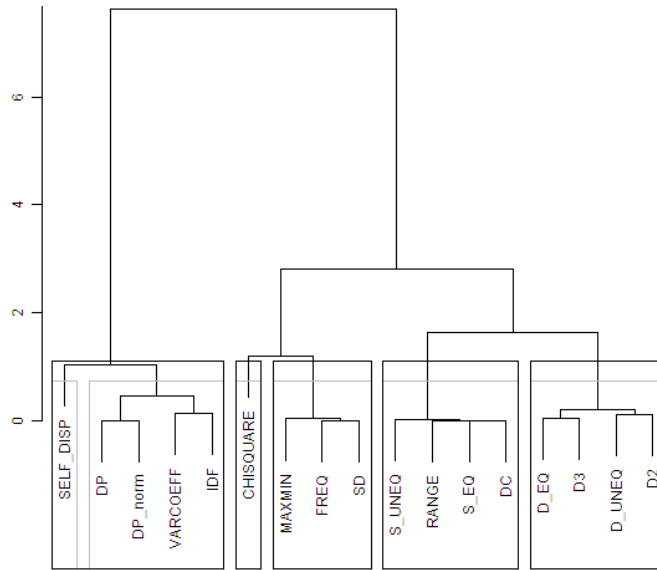 6
4
2
0
SELF_DISP
DP
DP_norm
VARCOEFF
IDF
CHISQUARE
MAXMIN
FREQ
SD
S_UNEQ
RANGE
S_EQ
DC
D_EQ
D3
D_UNEQ
D2